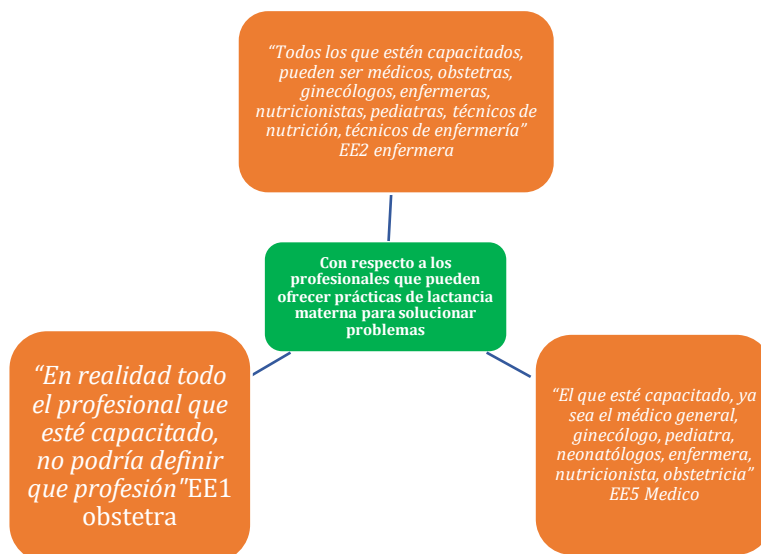 “Todos los que estén capacitados,
pueden ser médicos, obstetras,
ginecólogos, enfermeras,
nutricionistas, pediatras, técnicos de
nutrición, técnicos de enfermería”
EE2 enfermera
Con respecto a los
profesionales que pueden
ofrecer prácticas de lactancia
materna para solucionar
problemas
“En realidad todo
el profesional que
esté capacitado,
no podría definir
que profesión”EE1
obstetra
“El que esté capacitado, ya
sea el médico general,
ginecólogo, pediatra,
neonatólogos, enfermera,
nutricionista, obstetricia”
EE5 Medico